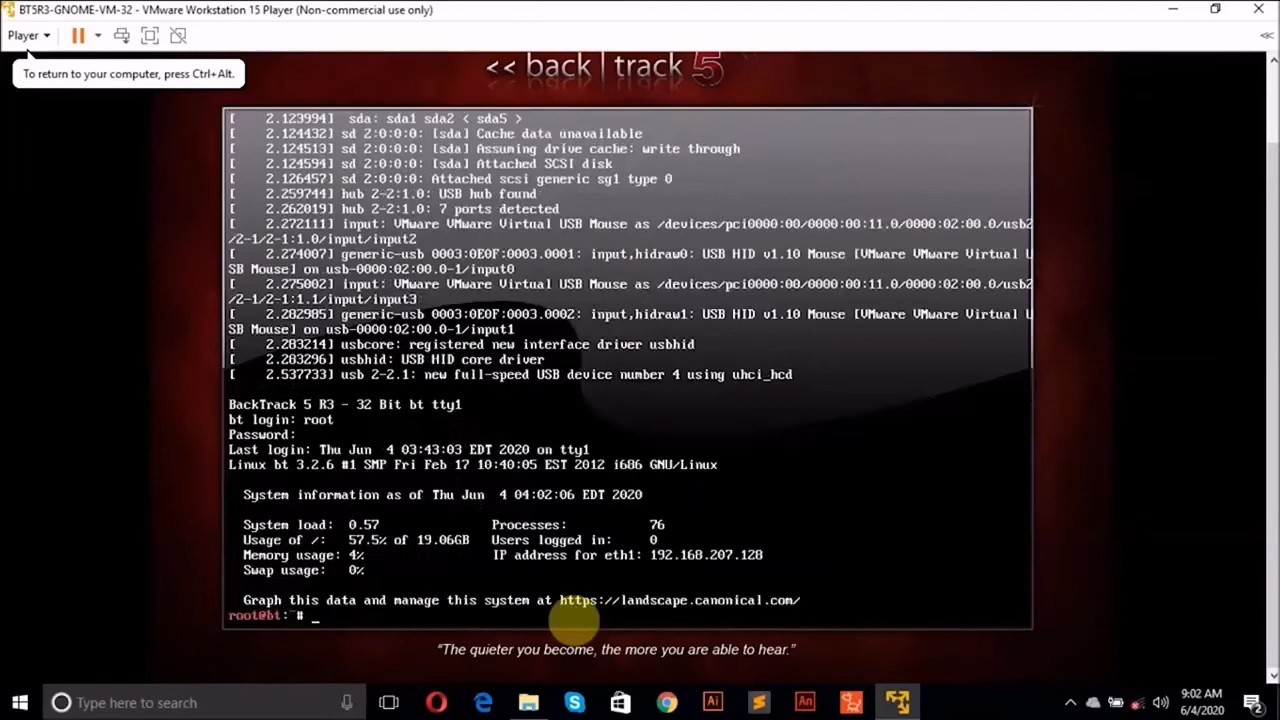 BT5R3-GNOME-VM-32 - VMware Workstation 15 Player (Non-commercial use only)
Player
To return to your computer, press Ctrl+Alt.
<< back | track 5
[    2.123994]  sda: sda1 sda2 < sda5 >
[    2.124432] sd 2:0:0:0: [sda] Cache data unavailable
[    2.124513] sd 2:0:0:0: [sda] Assuming drive cache: write through
[    2.124594] sd 2:0:0:0: [sda] Attached SCSI disk
[    2.126457] sd 2:0:0:0: Attached scsi generic sg1 type 0
[    2.259744] hub 2-2:1.0: USB hub found
[    2.262019] hub 2-2:1.0: 7 ports detected
[    2.272111] input: VMware VMware Virtual USB Mouse as /devices/pci0000:00/0000:00:11.0/0000:02:00.0/usb2
/2-1/2-1:1.0/input/input2
[    2.274007] generic-usb 0003:0E0F:0003.0001: input,hidraw0: USB HID v1.10 Mouse [VMware VMware Virtual U
SB Mouse] on usb-0000:02:00.0-1/input0
[    2.275002] input: VMware VMware Virtual USB Mouse as /devices/pci0000:00/0000:00:11.0/0000:02:00.0/usb2
/2-1/2-1:1.1/input/input3
[    2.282985] generic-usb 0003:0E0F:0003.0002: input,hidraw1: USB HID v1.10 Mouse [VMware VMware Virtual U
SB Mouse] on usb-0000:02:00.0-1/input1
[    2.283214] usbcore: registered new interface driver usbhid
[    2.283296] usbhid: USB HID core driver
[    2.537733] usb 2-2.1: new full-speed USB device number 4 using uhci_hcd
BackTrack 5 R3 - 32 Bit bt tty1
bt login: root
Password:
Last login: Thu Jun  4 03:43:03 EDT 2020 on tty1
Linux bt 3.2.6 #1 SMP Fri Feb 17 10:40:05 EST 2012 i686 GNU/Linux
System information as of Thu Jun  4 04:02:06 EDT 2020
System load:  0.57    Processes:    76
Usage of /:   57.5% of 19.06GB    Users logged in:    0
Memory usage: 4%    IP address for eth1: 192.168.207.128
Swap usage:   0%
Graph this data and manage this system at https://landscape.canonical.com/
root@bt:~# _
"The quieter you become, the more you are able to hear."
Type here to search
Ai
An
9:02 AM
6/4/2020
2